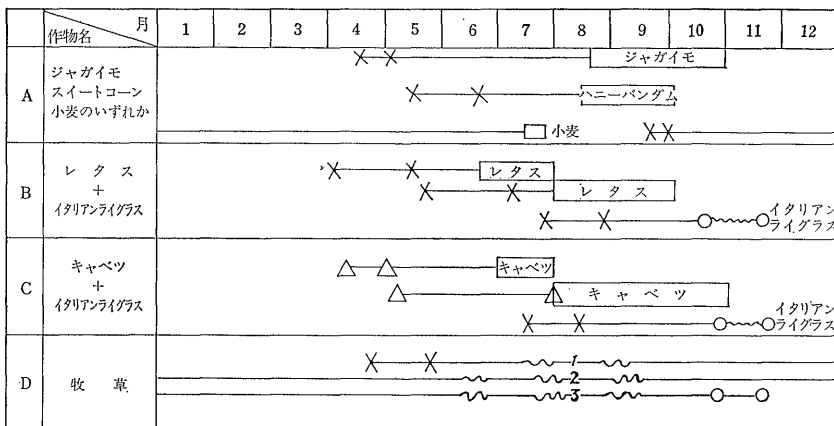 月
作物名
1 2 3 4 5 6 7 8 9 10 11 12
A
ジャガイモ
スイートコーン
小麦のいずれか
ジャガイモ
ハニーバンダム
小麦
B
レタス
+
イタリアンライグラス
レタス
レタス
イタリアン
ライグラス
C
キャベツ
+
イタリアンライグラス
キャベツ
キャベツ
イタリアン
ライグラス
D
牧草
1
2
3